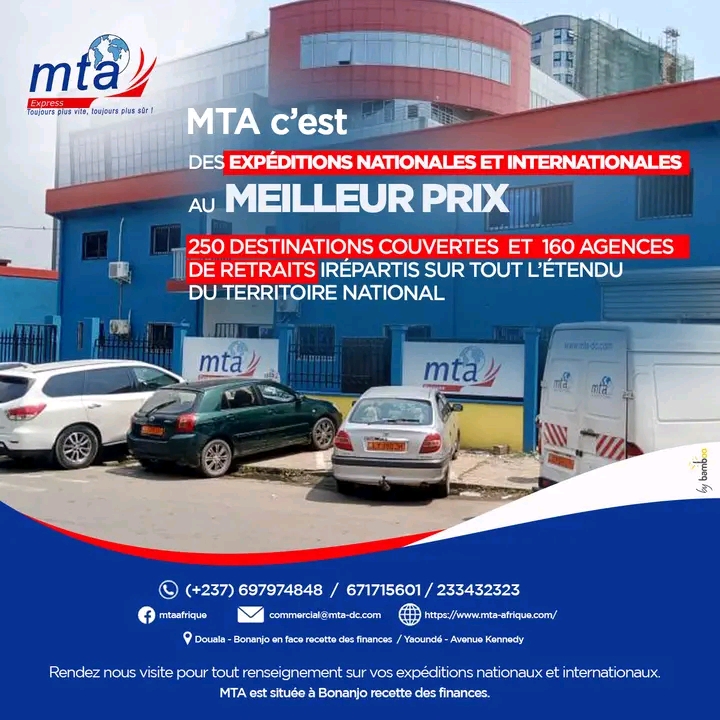 mta
Express
Toujours plus vite, toujours plus sûr !
MTA c'est
DES EXPÉDITIONS NATIONALES ET INTERNATIONALES
AU MEILLEUR PRIX
250 DESTINATIONS COUVERTES ET 160 AGENCES
DE RETRAITS IRÉPARTIS SUR TOUT L'ÉTENDU
DU TERRITOIRE NATIONAL
mta
mta
www.mta-dc.com
mta
mta
by bamboo
(+237) 697974848 / 671715601 / 233432323
mtaafrique commercial@mta-dc.com https://www.mta-afrique.com/
Douala - Bonanjo en face recette des finances / Yaoundé - Avenue Kennedy
Rendez nous visite pour tout renseignement sur vos expéditions nationaux et internationaux.
MTA est située à Bonanjo recette des finances.